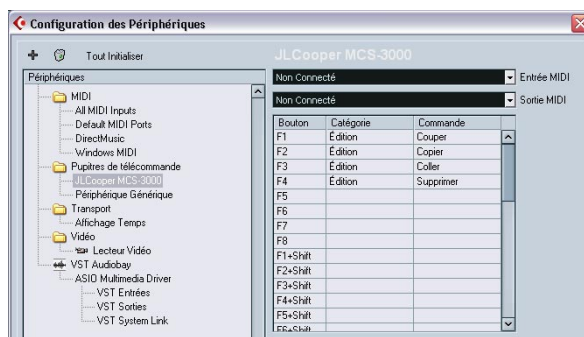 Configuration des Périphériques
Tout Initialiser
Périphériques
MIDI
All MIDI Inputs
Default MIDI Ports
DirectMusic
Windows MIDI
Pupitres de télécommande
JLCooper MCS-3000
Périphérique Générique
Transport
Affichage Temps
Vidéo
Lecteur Vidéo
VST Audiobay
ASIO Multimedia Driver
VST Entrées
VST Sorties
VST System Link
JLCooper MCS-3000
Non Connecté Entrée MIDI
Non Connecté Sortie MIDI
Bouton Catégorie Commande
F1 Édition Couper
F2 Édition Copier
F3 Édition Coller
F4 Édition Supprimer
F5
F6
F7
F8
F1+Shift
F2+Shift
F3+Shift
F4+Shift
F5+Shift
F6+Shift